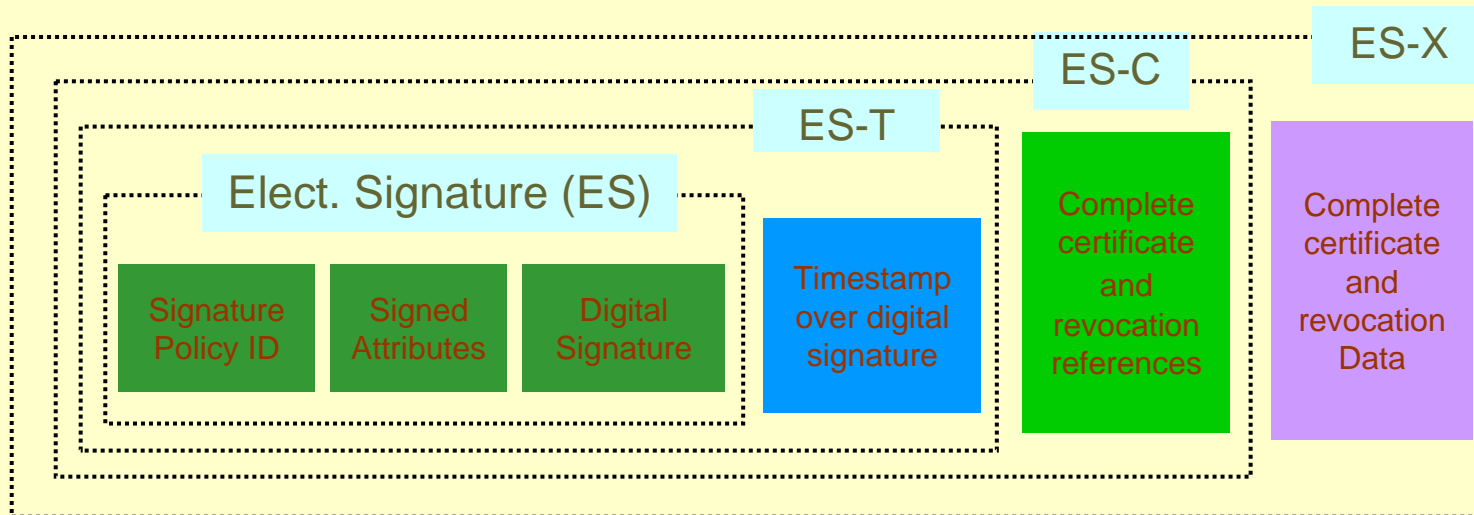 ES-X
ES-C
ES-T
Elect. Signature (ES)
Signature
Policy ID
Signed
Attributes
Digital
Signature
Timestamp
over digital
signature
Complete
certificate
and
revocation
references
Complete
certificate
and
revocation
Data